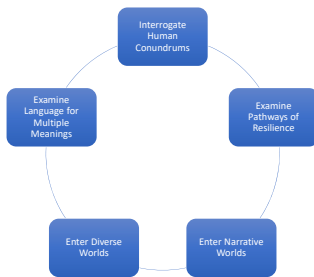 Interrogate
Human
Conundrums
Examine
Pathways of
Resilience
Enter Narrative
Worlds
Enter Diverse
Worlds
Examine
Language for
Multiple
Meanings